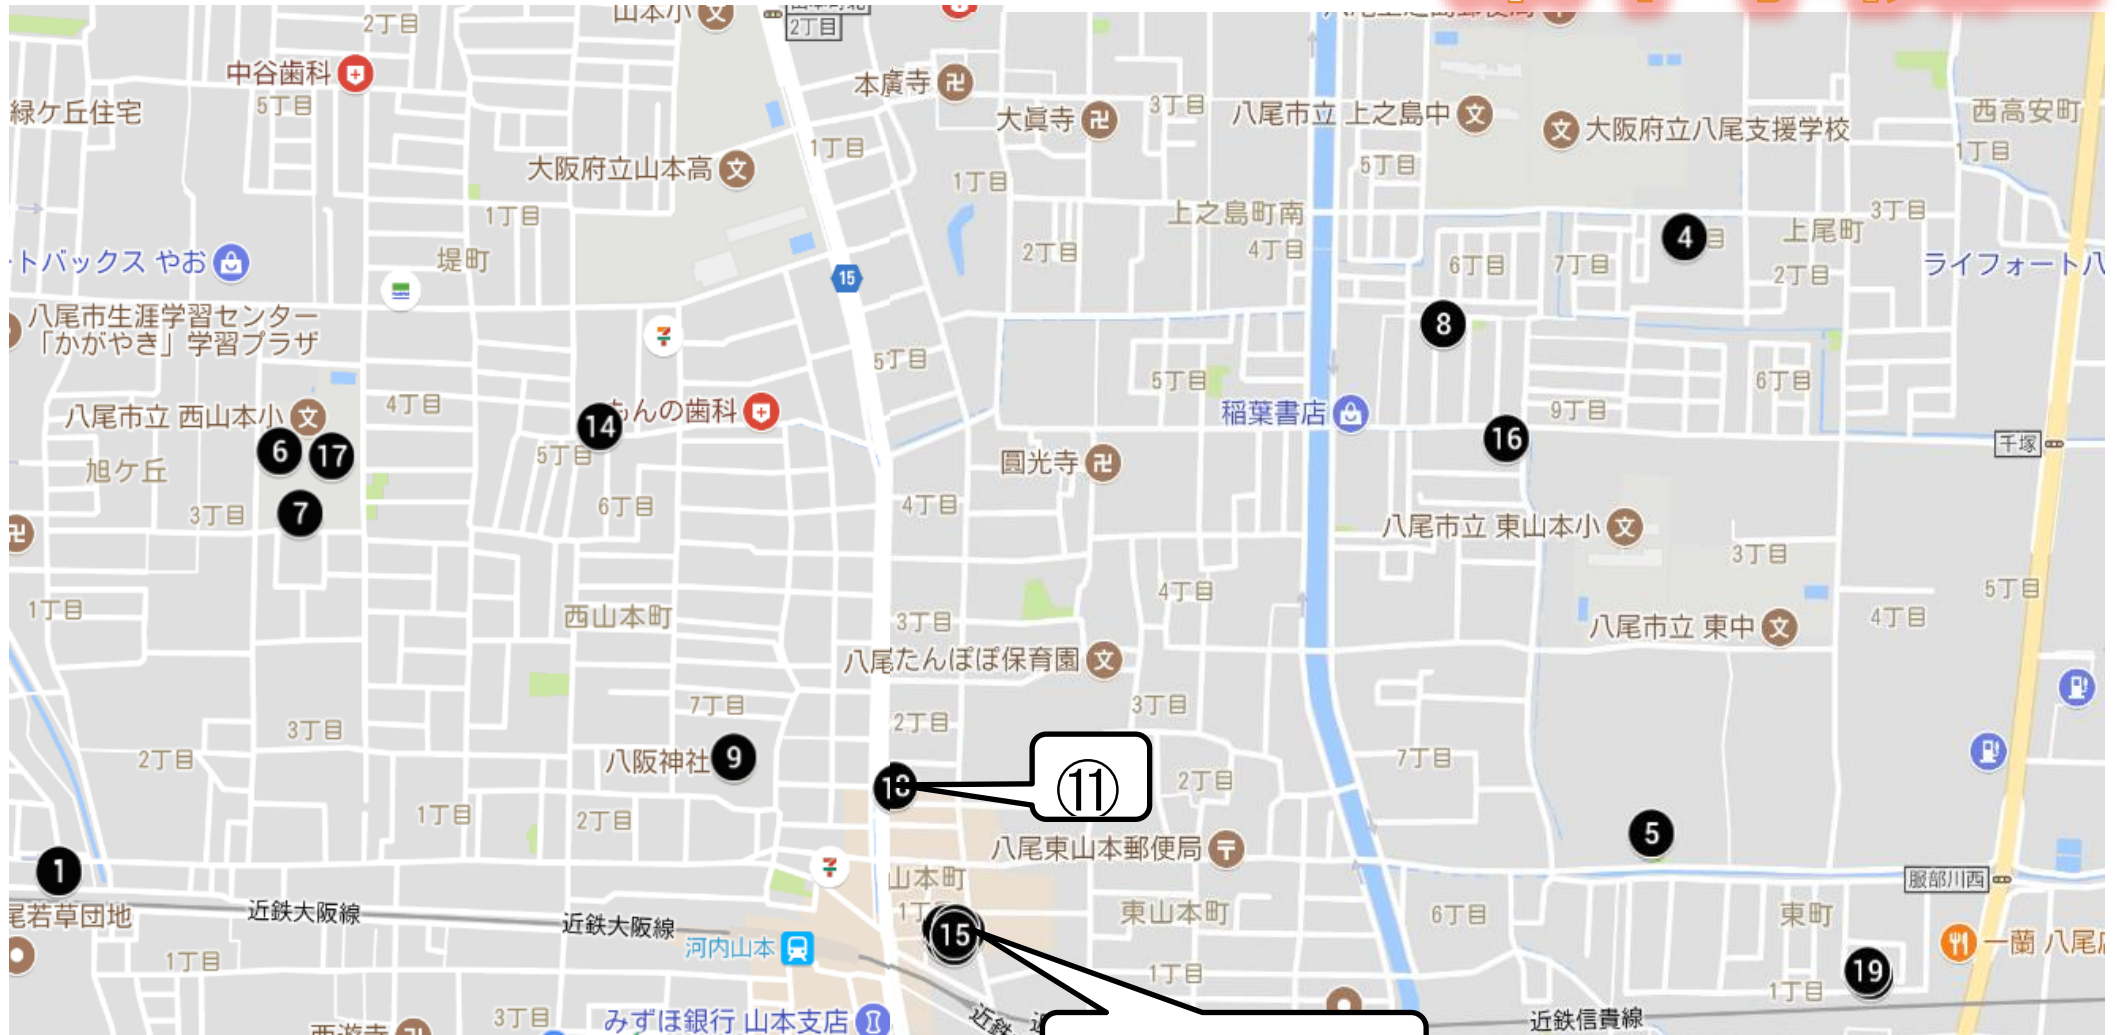 2丁目
山本小
2丁目
中谷歯科
5丁目
緑ケ丘住宅
本廣寺
大眞寺
3丁目
八尾市立 上之島中
大阪府立八尾支援学校
西高安町
1丁目
1丁目
大阪府立山本高
5丁目
1丁目
1丁目
上之島町南
3丁目
上尾町
4
目
堤町
2丁目
4丁目
6丁目
7丁目
2丁目
ライフォート八
トバックス やお
15
八尾市生涯学習センター
「かがやき」学習プラザ
8
5丁目
5丁目
6丁目
八尾市立 西山本小
4丁目
14
んの歯科
稲葉書店
9丁目
16
千塚
6
17
旭ケ丘
5丁目
圓光寺
7
3丁目
6丁目
4丁目
八尾市立 東山本小
3丁目
1丁目
西山本町
3丁目
4丁目
5丁目
八尾市立 東中
4丁目
八尾たんぽぽ保育園
7丁目
3丁目
3丁目
2丁目
2丁目
八阪神社
9
⑪
2丁目
7丁目
1丁目
2丁目
5
八尾東山本郵便局
1
山本町
服部川西
尾若草団地
近鉄大阪線
近鉄大阪線
15
東山本町
6丁目
東町
河内山本
一蘭 八尾店
1丁目
1丁目
19
1丁目
3丁目
みずほ銀行 山本支店
近鉄信貴線